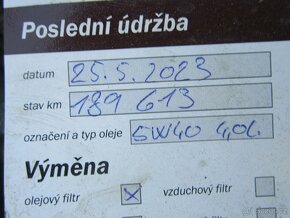 Poslední údržba
datum 25.5.2023
stav km 189 613
označení a typ oleje 5W40 4,0l.
Výměna
olejový filtr x vzduchový filtr